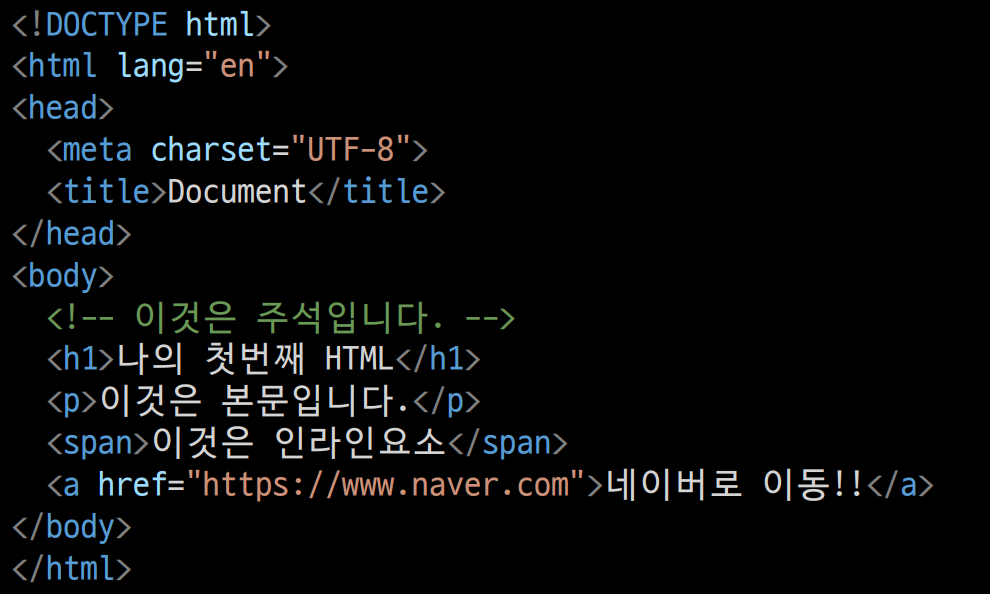 <!DOCTYPE html>
<html lang="en">
<head>
  <meta charset="UTF-8">
  <title>Document</title>
</head>
<body>
  <!-- 이것은 주석입니다. -->
  <h1>나의 첫번째 HTML</h1>
  <p>이것은 본문입니다.</p>
  <span>이것은 인라인요소</span>
  <a href="https://www.naver.com">네이버로 이동!!</a>
</body>
</html>